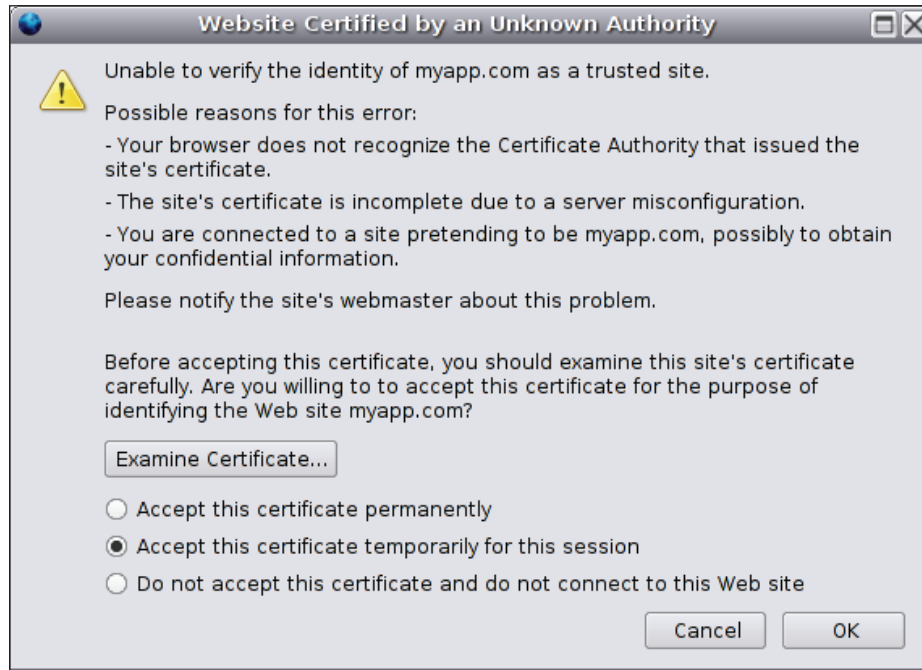 Website Certified by an Unknown Authority
Unable to verify the identity of myapp.com as a trusted site.
Possible reasons for this error:
- Your browser does not recognize the Certificate Authority that issued the
site's certificate.
- The site's certificate is incomplete due to a server misconfiguration.
- You are connected to a site pretending to be myapp.com, possibly to obtain
your confidential information.
Please notify the site's webmaster about this problem.
Before accepting this certificate, you should examine this site's certificate
carefully. Are you willing to to accept this certificate for the purpose of
identifying the Web site myapp.com?
Examine Certificate...
Accept this certificate permanently
Accept this certificate temporarily for this session
Do not accept this certificate and do not connect to this Web site
Cancel OK